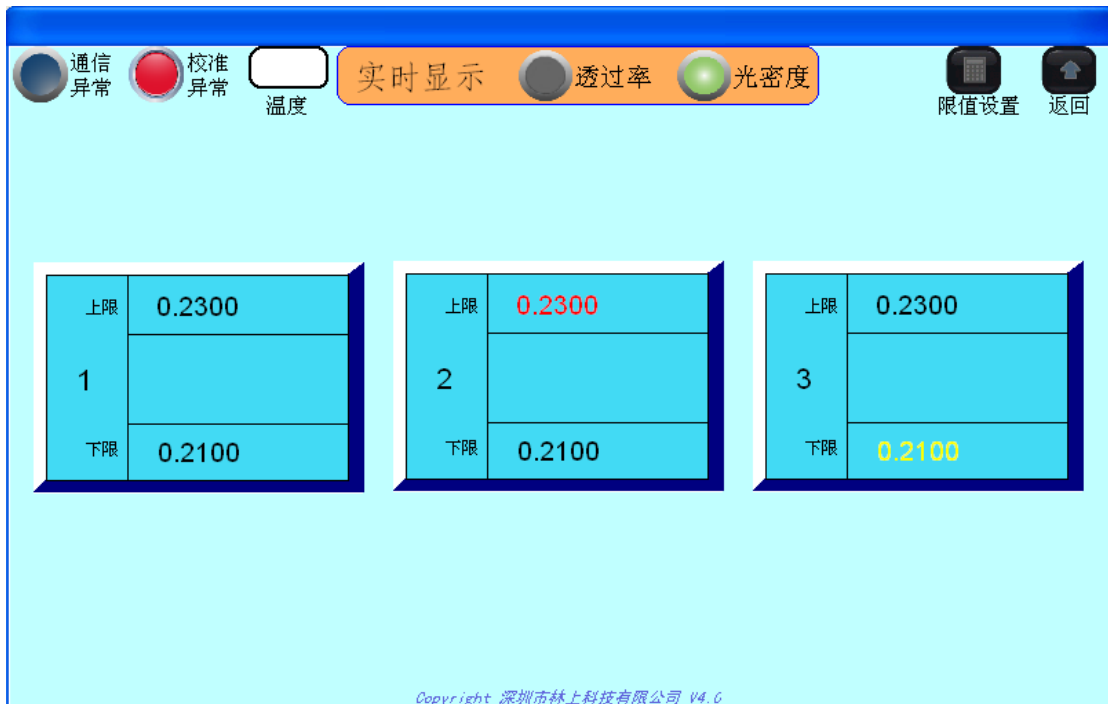 通信
异常
校准
异常
温度
实时显示
透过率
光密度
限值设置
返回
上限 0.2300
1
下限 0.2100
上限 0.2300
2
下限 0.2100
上限 0.2300
3
下限 0.2100
Copyright 深圳市林上科技有限公司